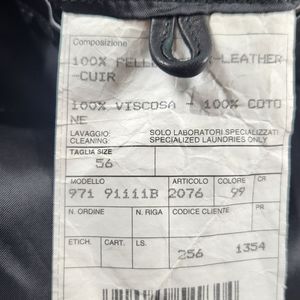 Composizione
100% PELLE -LEATHER
-CUIR
100% VISCOSA - 100% COTO
NE
LAVAGGIO: SOLO LABORATORI SPECIALIZZATI
CLEANING: SPECIALIZED LAUNDRIES ONLY
TAGLIA SIZE
56
MODELLO ARTICOLO COLORE CR
971 91111B 2076 99
N. ORDINE N. RIGA CODICE CLIENTE PR
ETICH. CART. LS.
256 1354